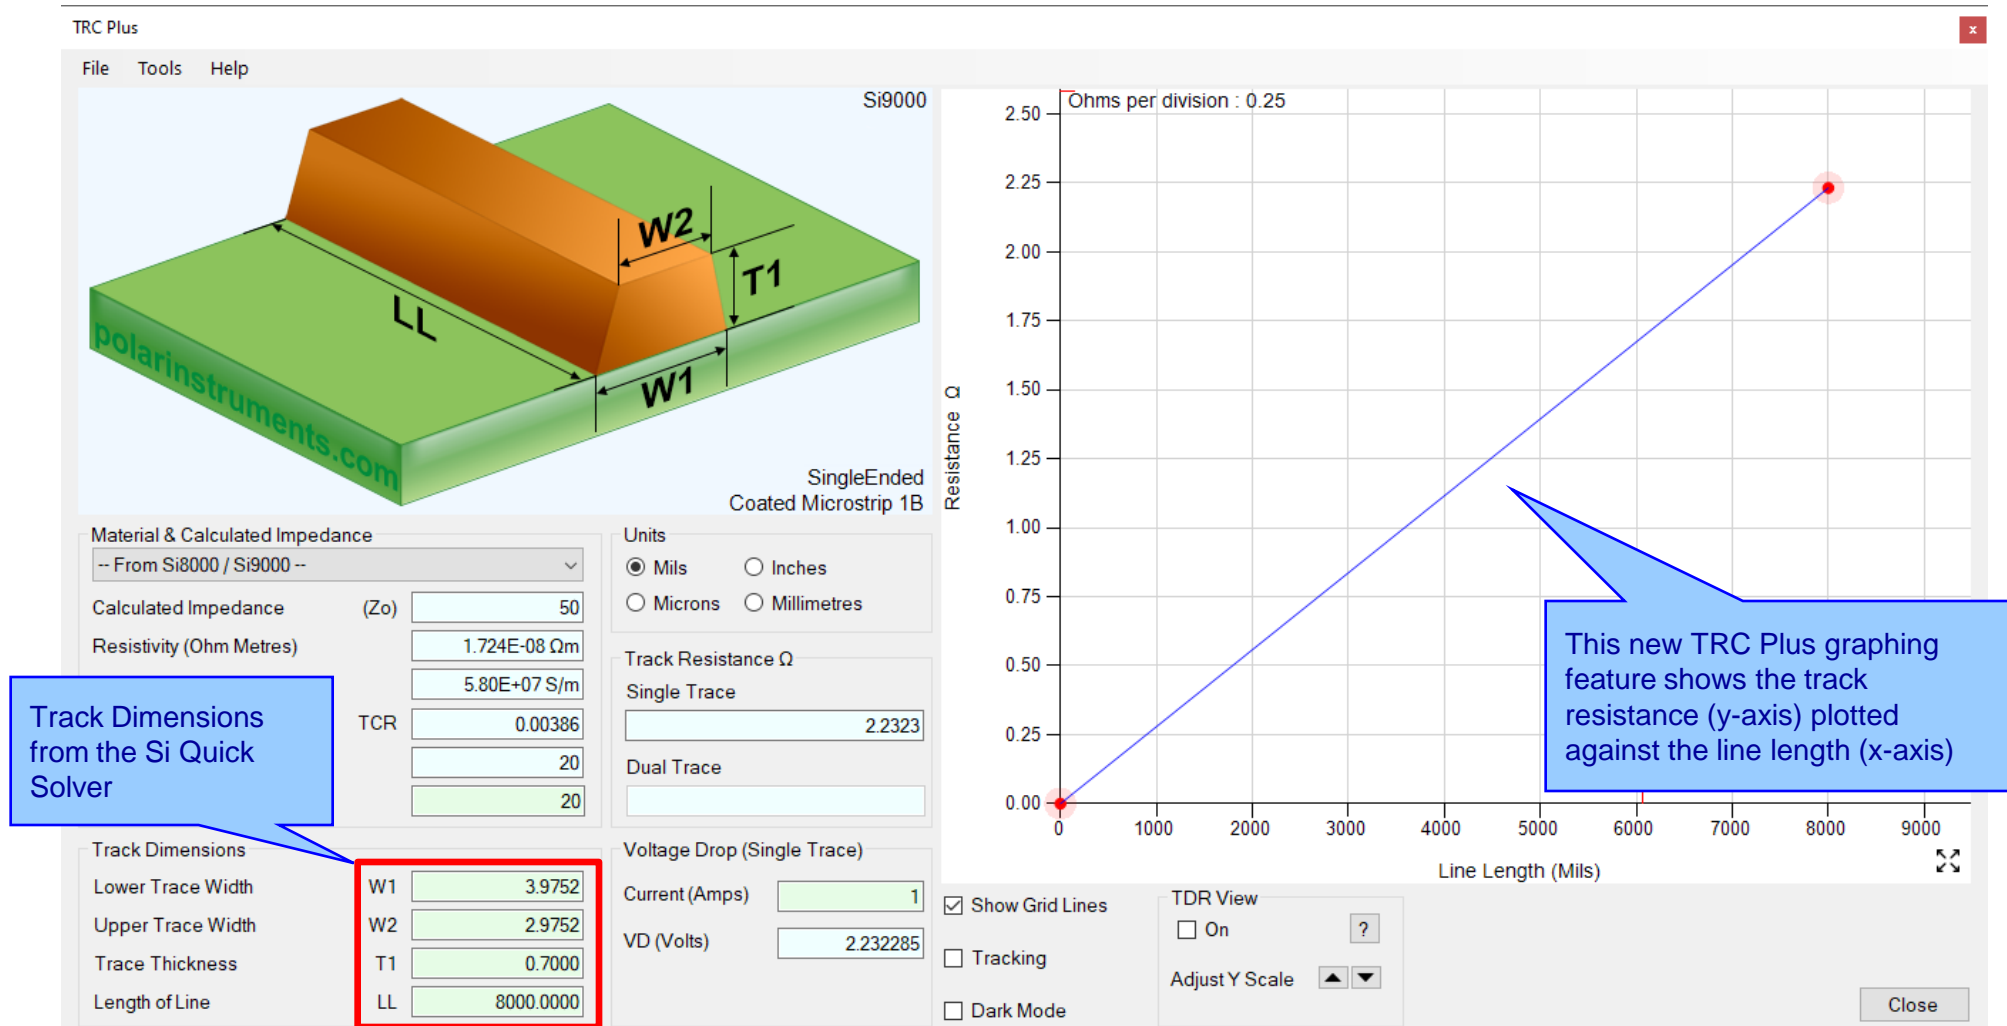 TRC Plus
x
File Tools Help
Si9000
W2
T1
LL
W1
polarinstruments.com
SingleEnded
Coated Microstrip 1B
Material & Calculated Impedance
-- From Si8000 / Si9000 --
Calculated Impedance (Zo) 50
Resistivity (Ohm Metres) 1.724E-08 Ωm
5.80E+07 S/m
TCR 0.00386
20
20
Track Dimensions
from the Si Quick
Solver
Track Dimensions
Lower Trace Width W1 3.9752
Upper Trace Width W2 2.9752
Trace Thickness T1 0.7000
Length of Line LL 8000.0000
Units
Mils Inches
Microns Millimetres
Track Resistance Ω
Single Trace
2.2323
Dual Trace
Voltage Drop (Single Trace)
Current (Amps) 1
VD (Volts) 2.232285
Ohms per division : 0.25
2.50
2.25
2.00
1.75
1.50
1.25
1.00
0.75
0.50
0.25
0.00
Resistance Ω
0 1000 2000 3000 4000 5000 6000 7000 8000 9000
Line Length (Mils)
This new TRC Plus graphing
feature shows the track
resistance (y-axis) plotted
against the line length (x-axis)
Show Grid Lines
Tracking
Dark Mode
TDR View
On ?
Adjust Y Scale
Close